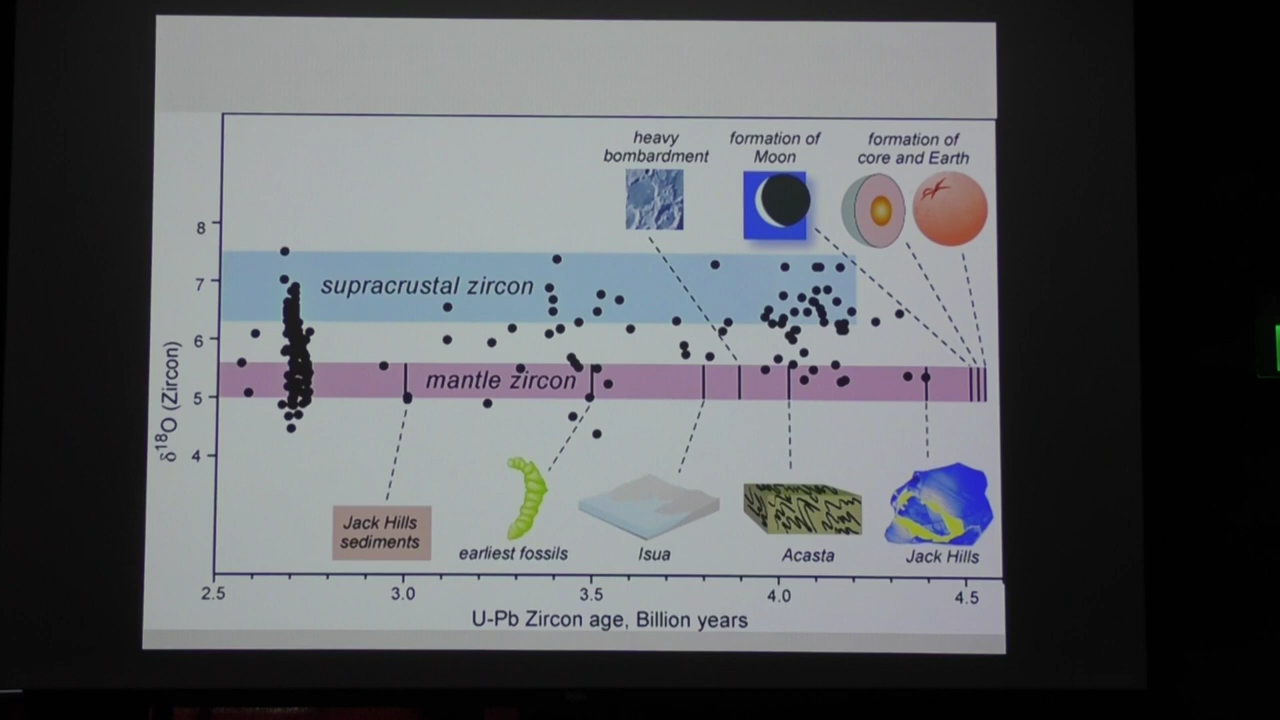 heavy
bombardment
formation of
Moon
formation of
core and Earth
8
7
6
5
4
δ18O (Zircon)
supracrustal zircon
mantle zircon
Jack Hills
sediments
earliest fossils
Isua
Acasta
Jack Hills
2.5
3.0
3.5
4.0
4.5
U-Pb Zircon age, Billion years